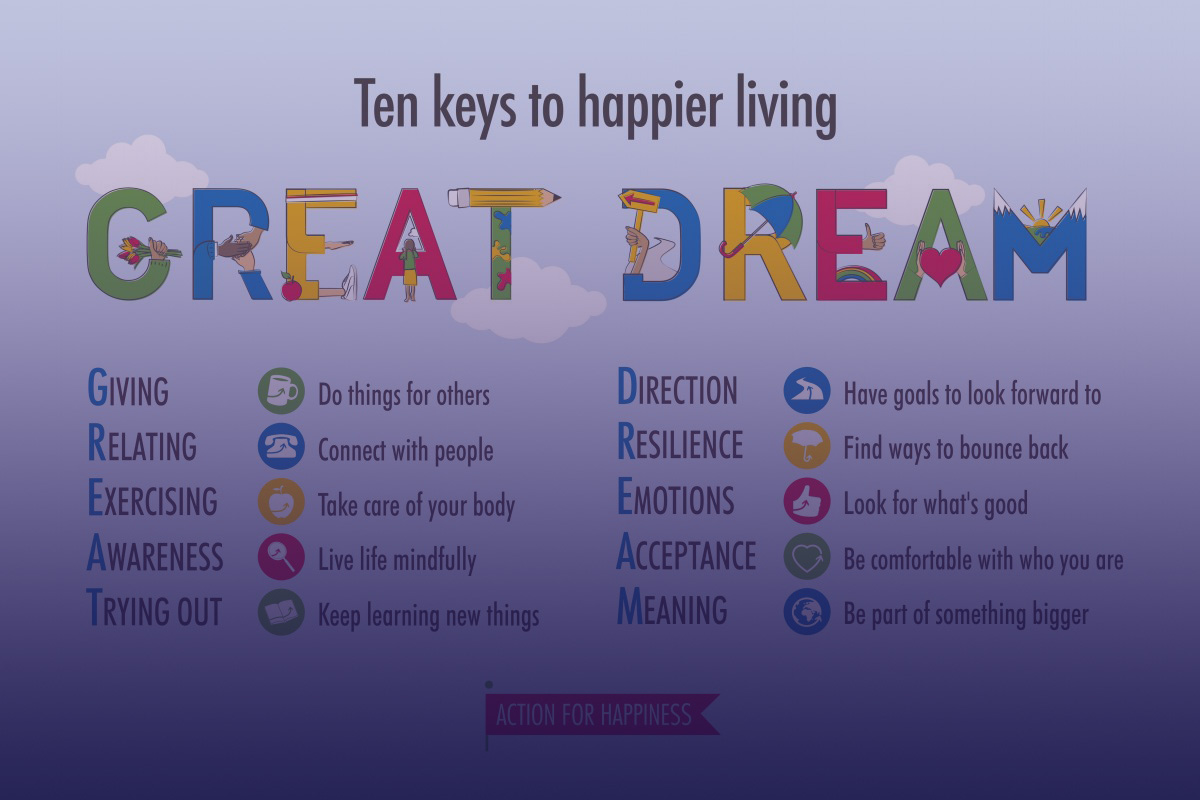 Ten keys to happier living
GREAT DREAM
GIVING Do things for others
RELATING Connect with people
EXERCISING Take care of your body
AWARENESS Live life mindfully
TRYING OUT Keep learning new things
DIRECTION Have goals to look forward to
RESILIENCE Find ways to bounce back
EMOTIONS Look for what's good
ACCEPTANCE Be comfortable with who you are
MEANING Be part of something bigger
ACTION FOR HAPPINESS